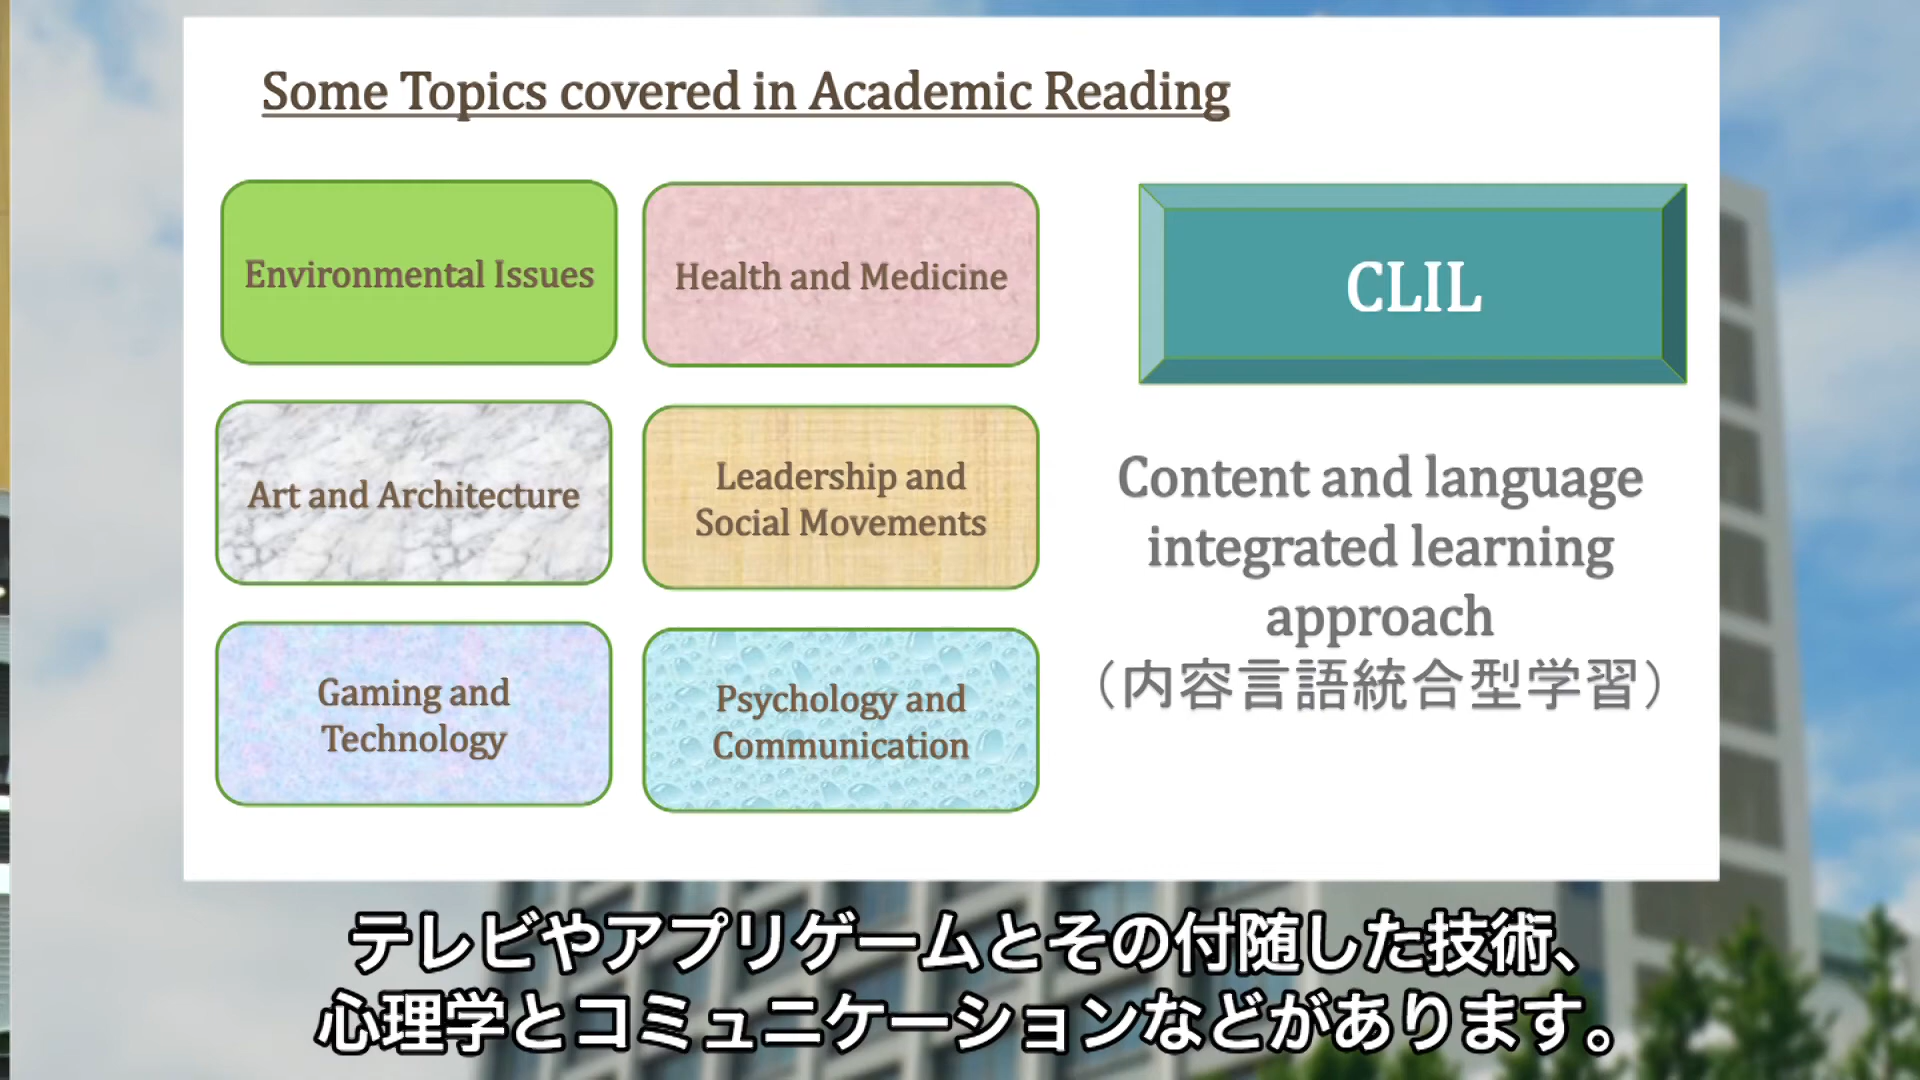 Some Topics covered in Academic Reading
Environmental Issues
Health and Medicine
Art and Architecture
Leadership and
Social Movements
Gaming and
Technology
Psychology and
Communication
CLIL
Content and language
integrated learning
approach
（内容言語統合型学習）
テレビやアプリゲームとその付随した技術、
心理学とコミュニケーションなどがあります。